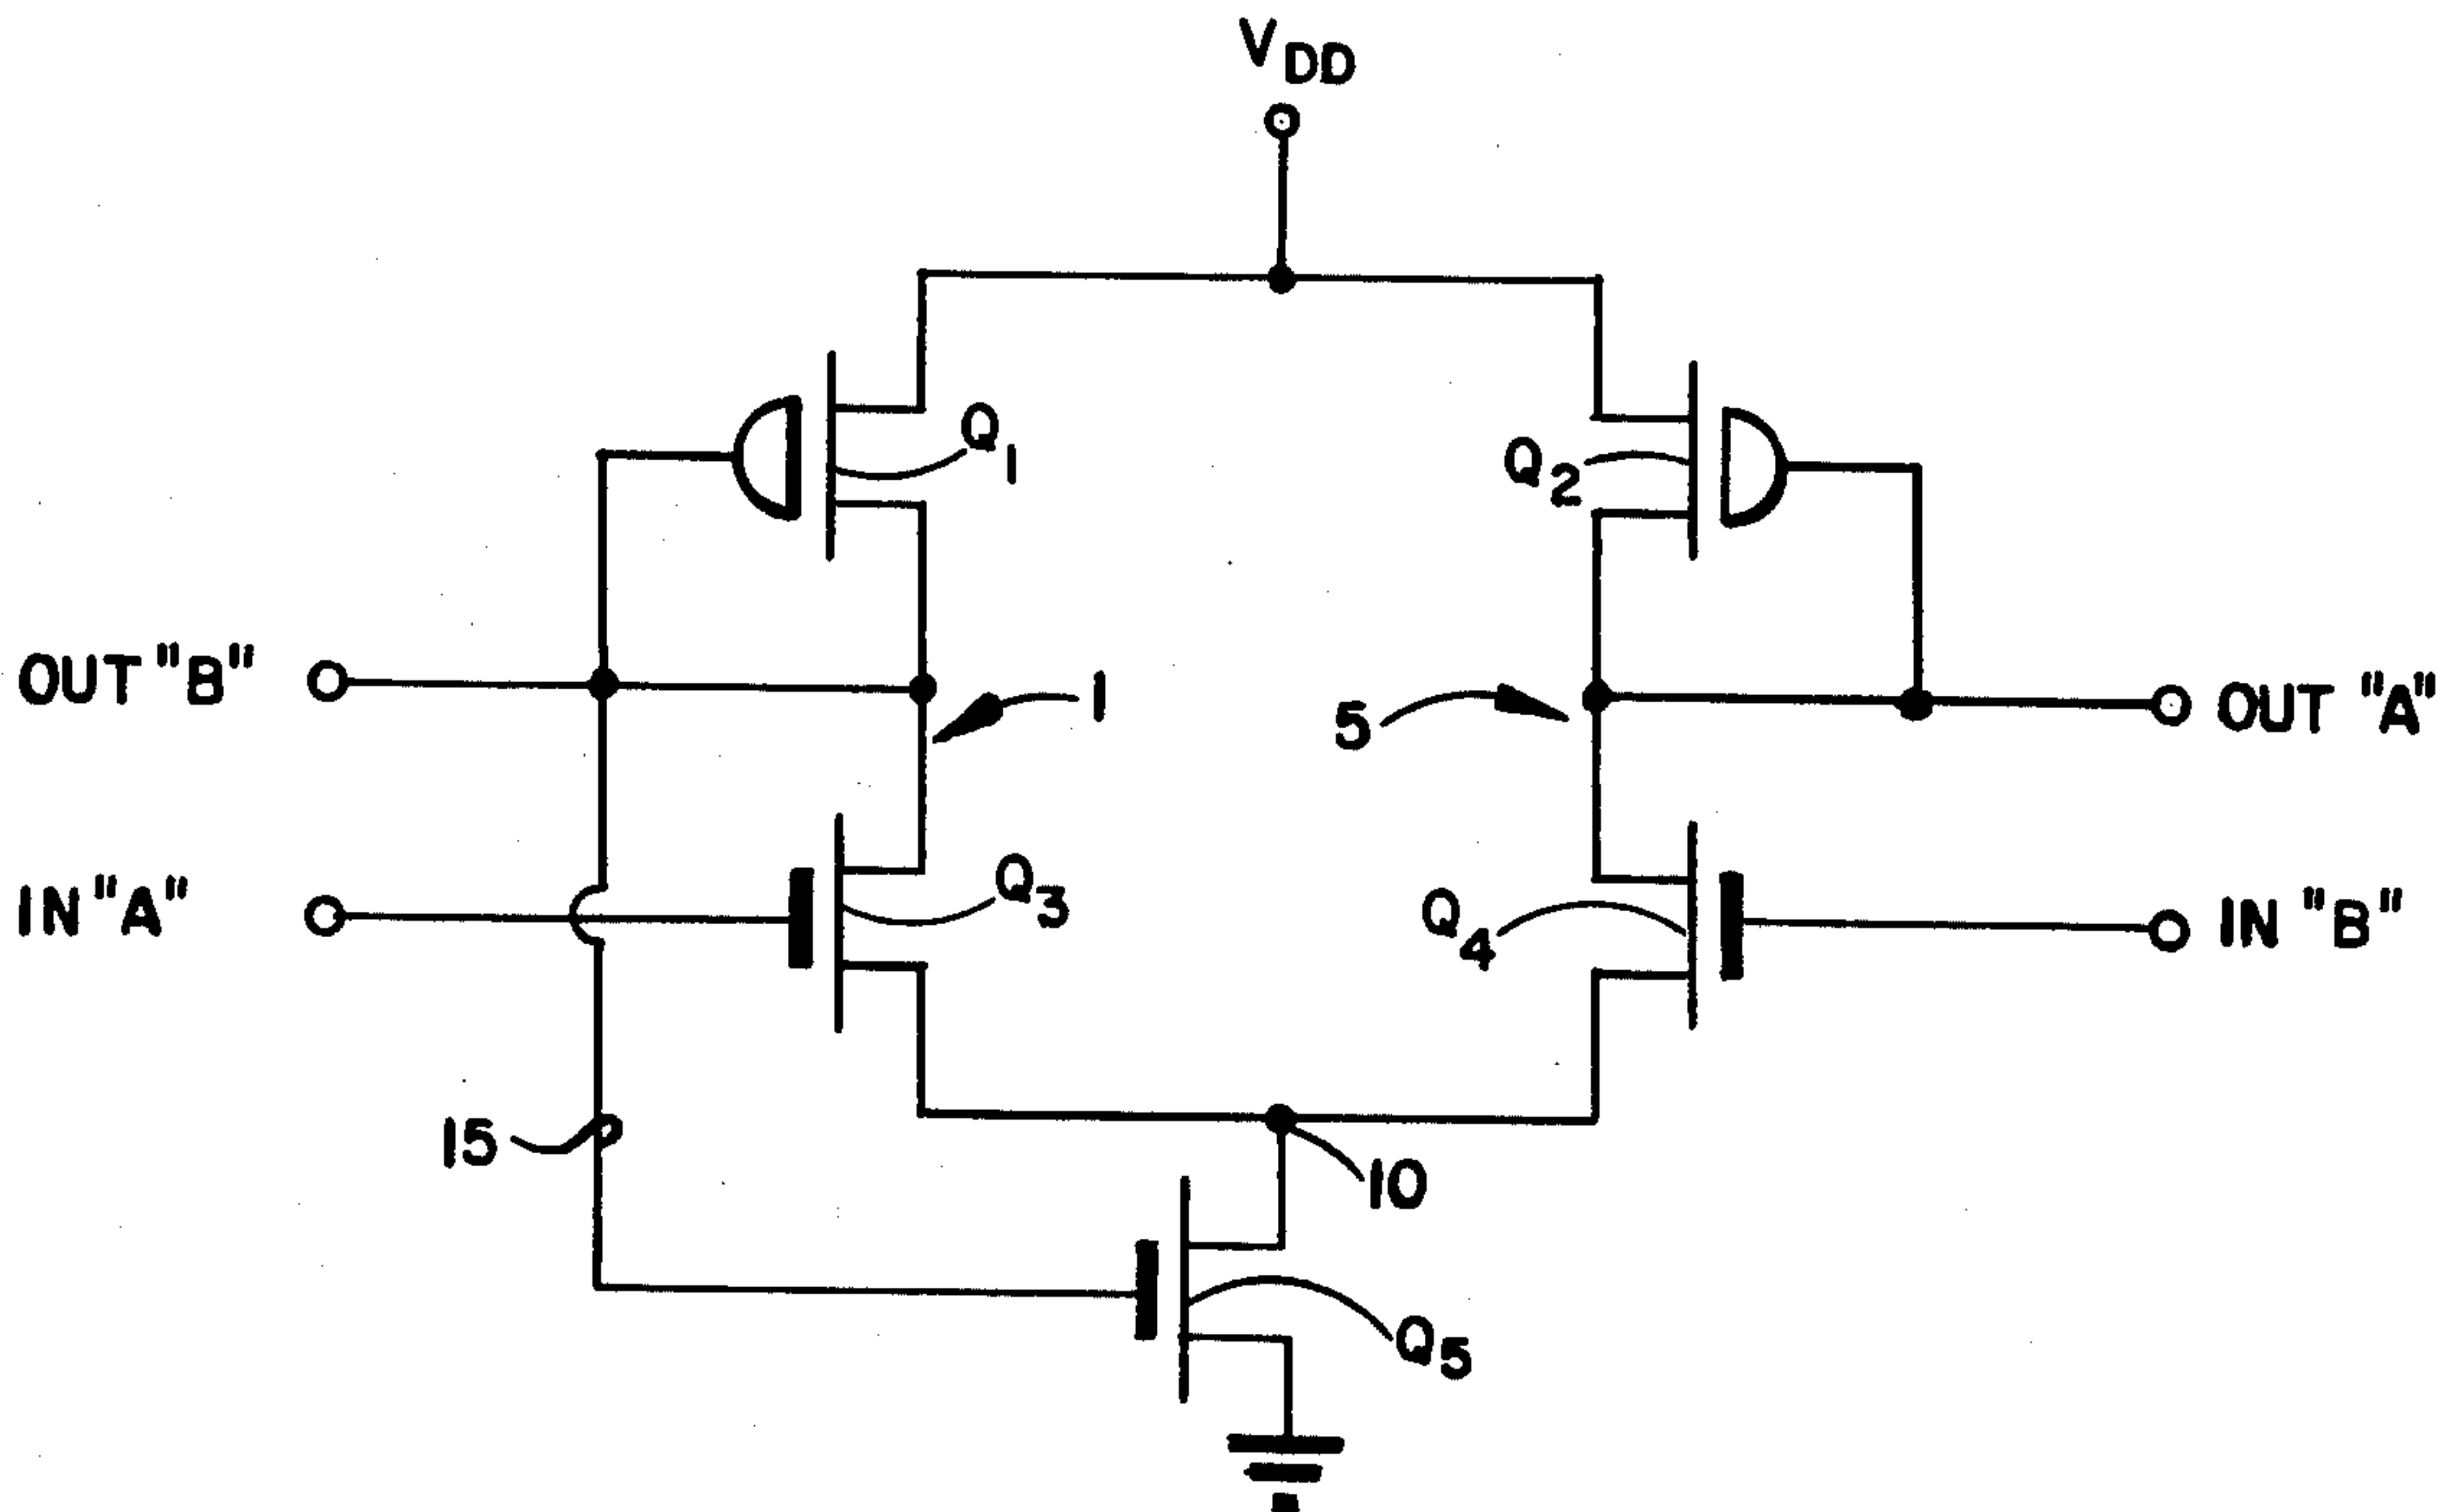 VDD
Q1
Q2
OUT "B"
1
5
OUT "A"
IN "A"
Q3
Q4
IN "B"
15
10
Q5